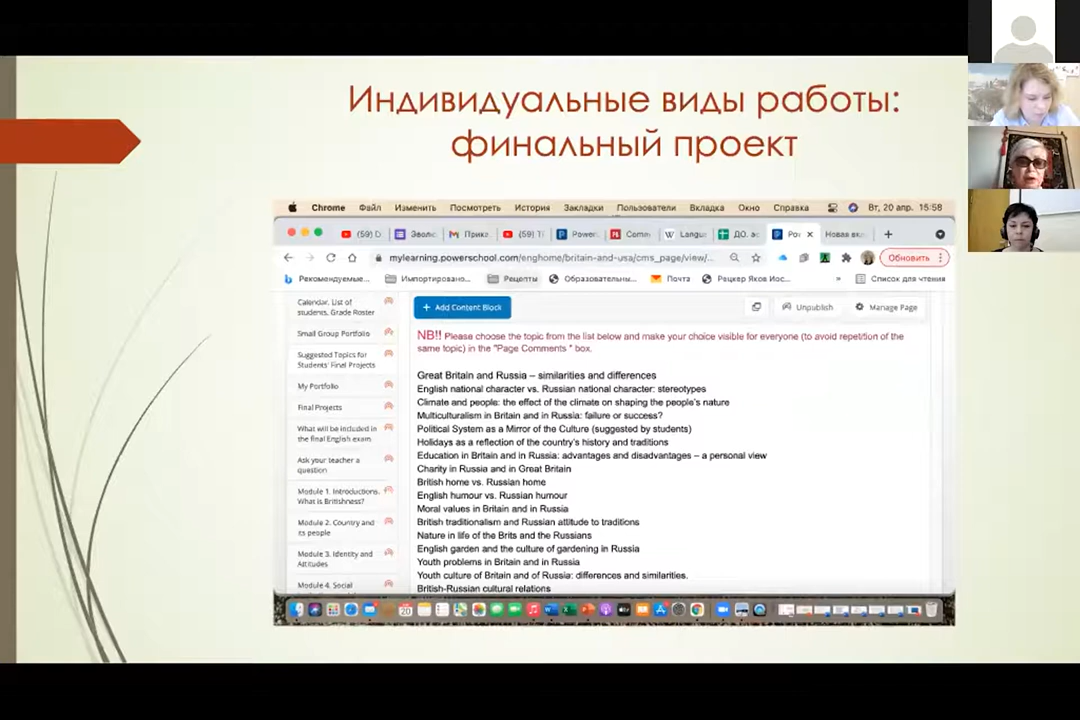 Индивидуальные виды работы:
финальный проект
Chrome Файл Изменить Посмотреть История Закладки Пользователи Вкладка Окно Справка Вт, 20 апр. 15:58
(59) Эволю Прика (59) Power Comm Langu ДО. ас Po Новая вкл
mylearning.powerschool.com/enghome/britain-and-usa/cms_page/view/... Обновить
Рекомендуемые... Импортировано... Рецепты Образовательны... Почта Рецкер Яков Иос... » Список для чтения
Calendar, List of
students, Grade Roster
Small Group Portfolio
Suggested Topics for
Students' Final Projects
My Portfolio
Final Projects
What will be included in
the final English exam
Ask your teacher a
question
Module 1. Introductions.
What is Britishness?
Module 2. Country and
its people
Module 3. Identity and
Attitudes
Module 4. Social
+ Add Content Block Unpublish Manage Page
NB!! Please choose the topic from the list below and make your choice visible for everyone (to avoid repetition of the
same topic) in the "Page Comments " box.
Great Britain and Russia – similarities and differences
English national character vs. Russian national character: stereotypes
Climate and people: the effect of the climate on shaping the people's nature
Multiculturalism in Britain and in Russia: failure or success?
Political System as a Mirror of the Culture (suggested by students)
Holidays as a reflection of the country's history and traditions
Education in Britain and in Russia: advantages and disadvantages – a personal view
Charity in Russia and in Great Britain
British home vs. Russian home
English humour vs. Russian humour
Moral values in Britain and in Russia
British traditionalism and Russian attitude to traditions
Nature in life of the Brits and the Russians
English garden and the culture of gardening in Russia
Youth problems in Britain and in Russia
Youth culture of Britain and of Russia: differences and similarities.
British-Russian cultural relations